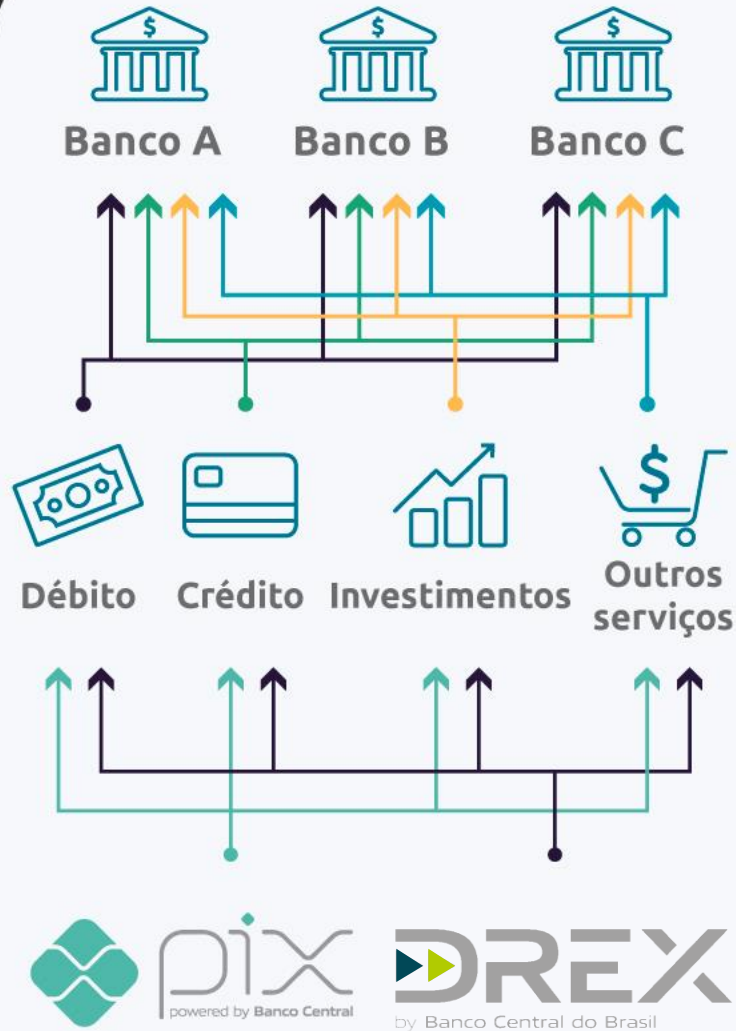 $ $ $
Banco A Banco B Banco C
$
Débito Crédito Investimentos Outros
serviços
pix DREX
powered by Banco Central by Banco Central do Brasil